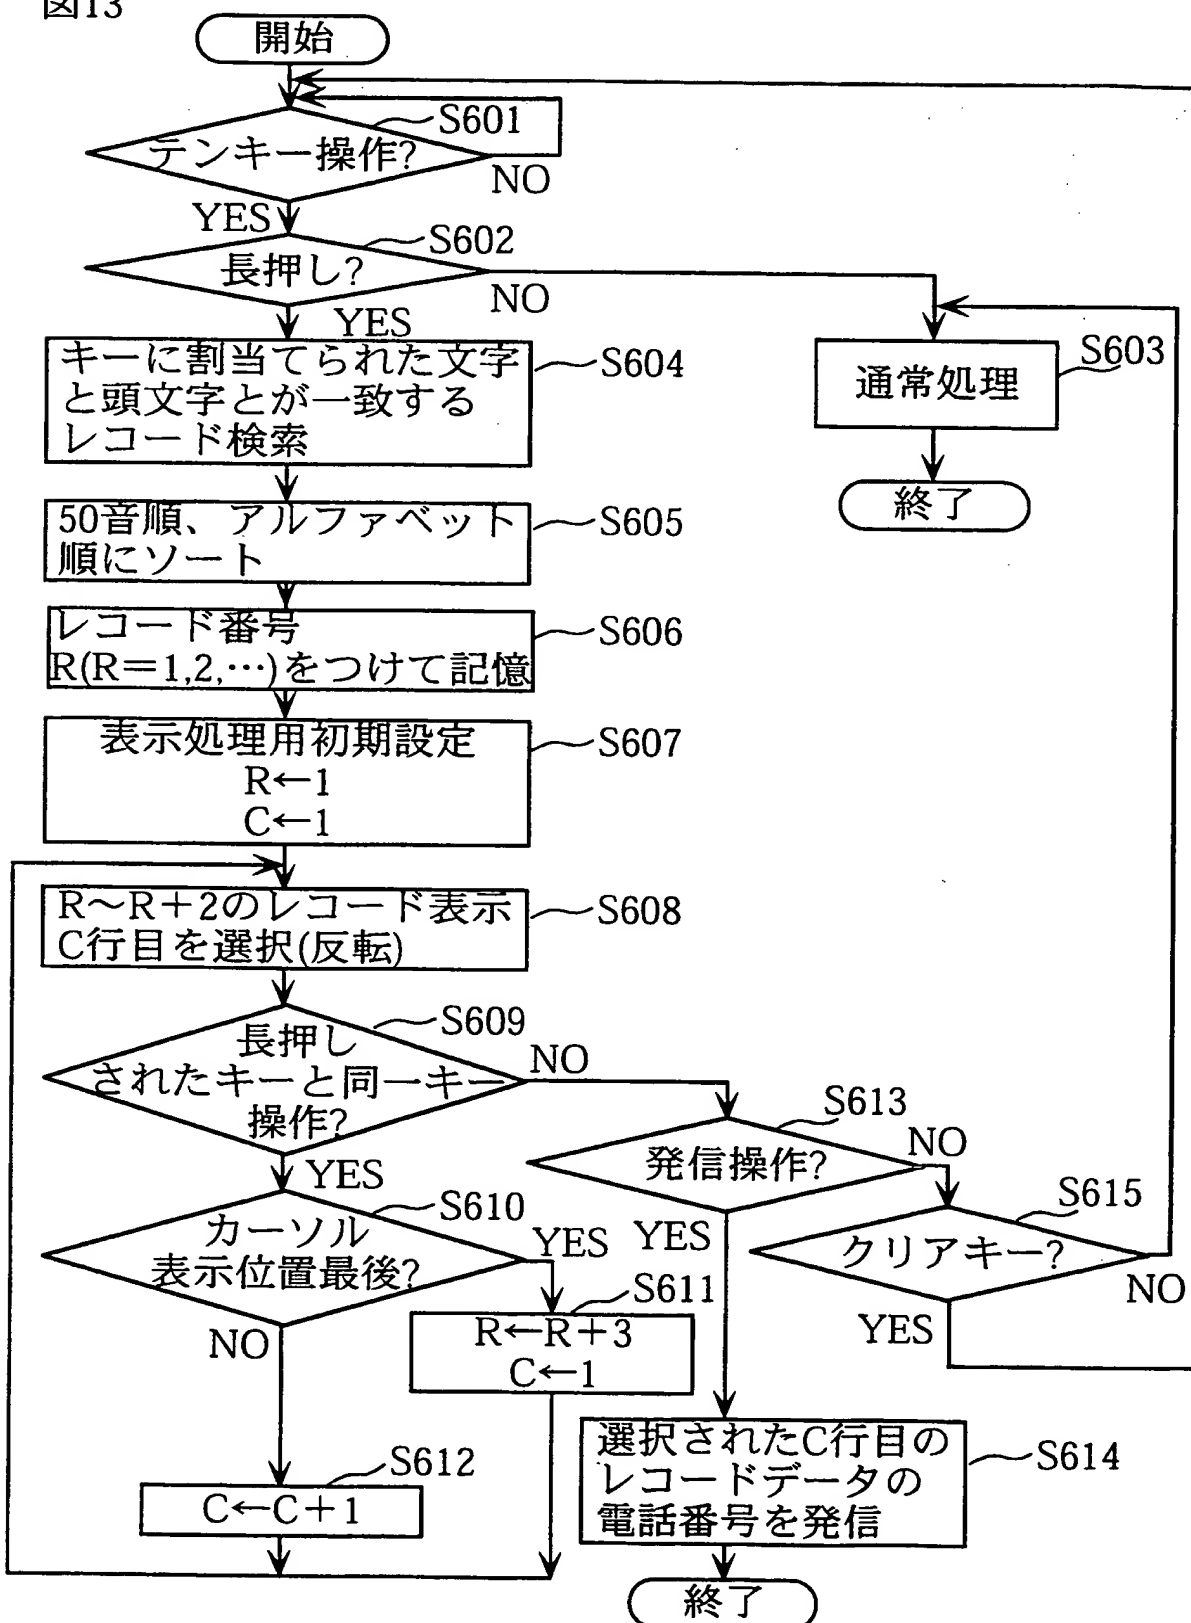 図13
開始
S601
テンキー操作?
NO
YES
S602
長押し?
NO
YES
キーに割当てられた文字
と頭文字とが一致する
レコード検索
S604
通常処理
S603
終了
50音順、アルファベット
順にソート
S605
レコード番号
R(R=1,2,…)をつけて記憶
S606
表示処理用初期設定
R←1
C←1
S607
R～R+2のレコード表示
C行目を選択(反転)
S608
S609
長押し
されたキーと同一キー
操作?
NO
YES
S613
発信操作?
NO
YES
S610
カーソル
表示位置最後?
YES
NO
S615
クリアキー?
NO
YES
S611
R←R+3
C←1
S612
C←C+1
選択されたC行目の
レコードデータの
電話番号を発信
S614
終了